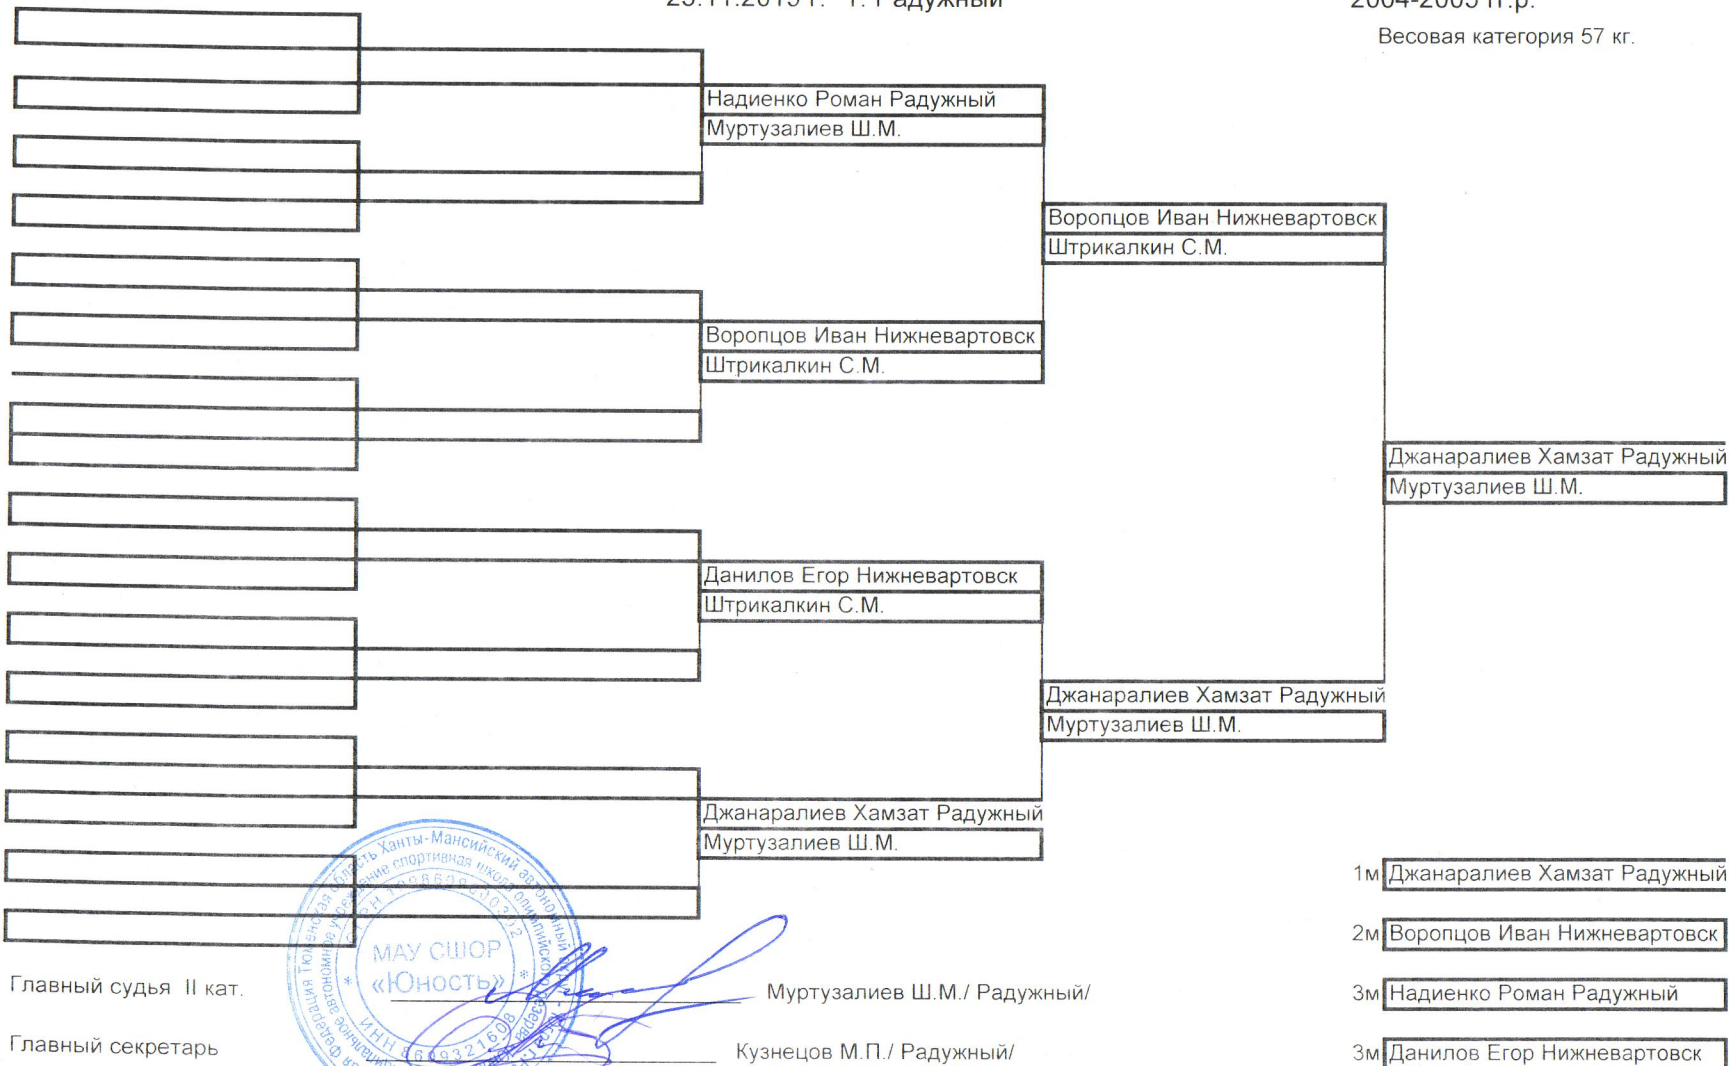 Весовая категория 57 кг.
Надиенко Роман Радужный
Муртузалиев Ш.М.
Воропцов Иван Нижневартовск
Штрикалкин С.М.
Воропцов Иван Нижневартовск
Штрикалкин С.М.
Джанаралиев Хамзат Радужный
Муртузалиев Ш.М.
Данилов Егор Нижневартовск
Штрикалкин С.М.
Джанаралиев Хамзат Радужный
Муртузалиев Ш.М.
Джанаралиев Хамзат Радужный
Муртузалиев Ш.М.
1м Джанаралиев Хамзат Радужный
2м Воропцов Иван Нижневартовск
3м Надиенко Роман Радужный
3м Данилов Егор Нижневартовск
МАУ СШОР
«Юность»
Главный судья II кат. Муртузалиев Ш.М./ Радужный/
Главный секретарь Кузнецов М.П./ Радужный/